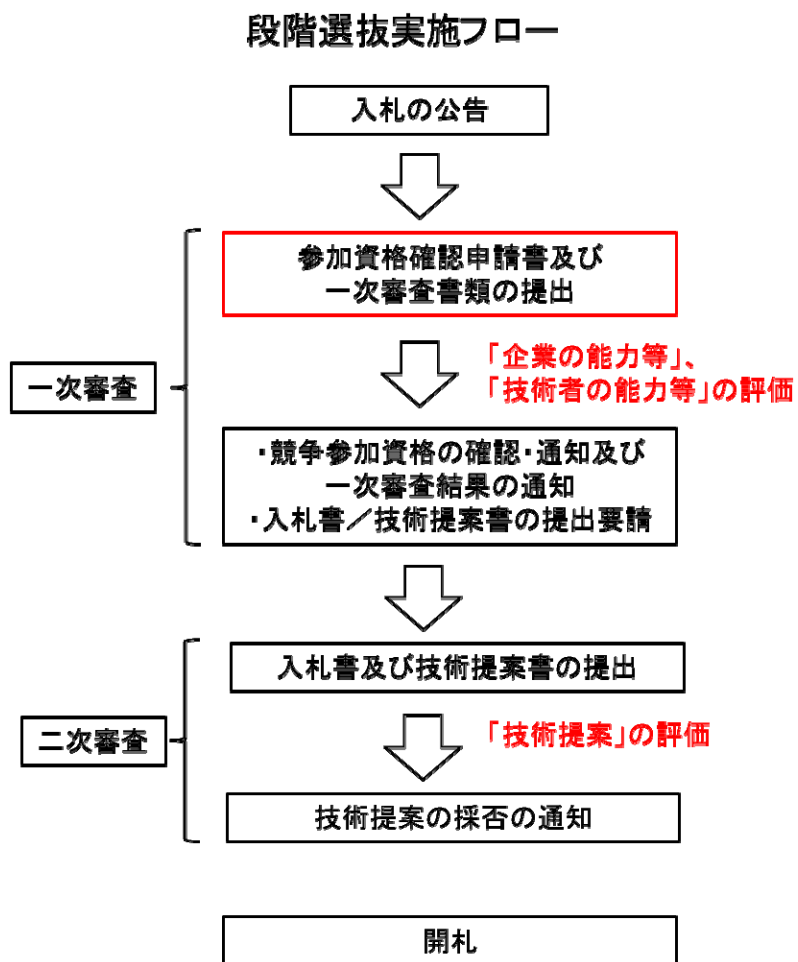 段階選抜実施フロー
入札の公告
参加資格確認申請書及び
一次審査書類の提出
「企業の能力等」、
「技術者の能力等」の評価
一次審査
・競争参加資格の確認・通知及び
一次審査結果の通知
・入札書／技術提案書の提出要請
入札書及び技術提案書の提出
二次審査
「技術提案」の評価
技術提案の採否の通知
開札